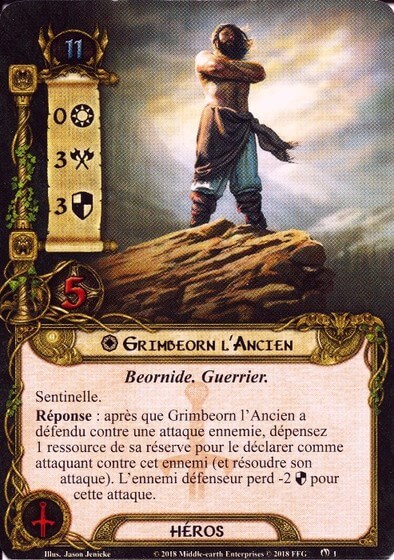 11
0
3
3
5
Grimbeorn l'Ancien
Beornide. Guerrier.
Sentinelle.
Réponse : après que Grimbeorn l'Ancien a
défendu contre une attaque ennemie, dépensez
1 ressource de sa réserve pour le déclarer comme
attaquant contre cet ennemi (et résoudre son
attaque). L'ennemi défenseur perd -2 pour
cette attaque.
HÉROS
Illus. Jason Jenicke © 2018 Middle-earth Enterprises © 2018 FFG 1